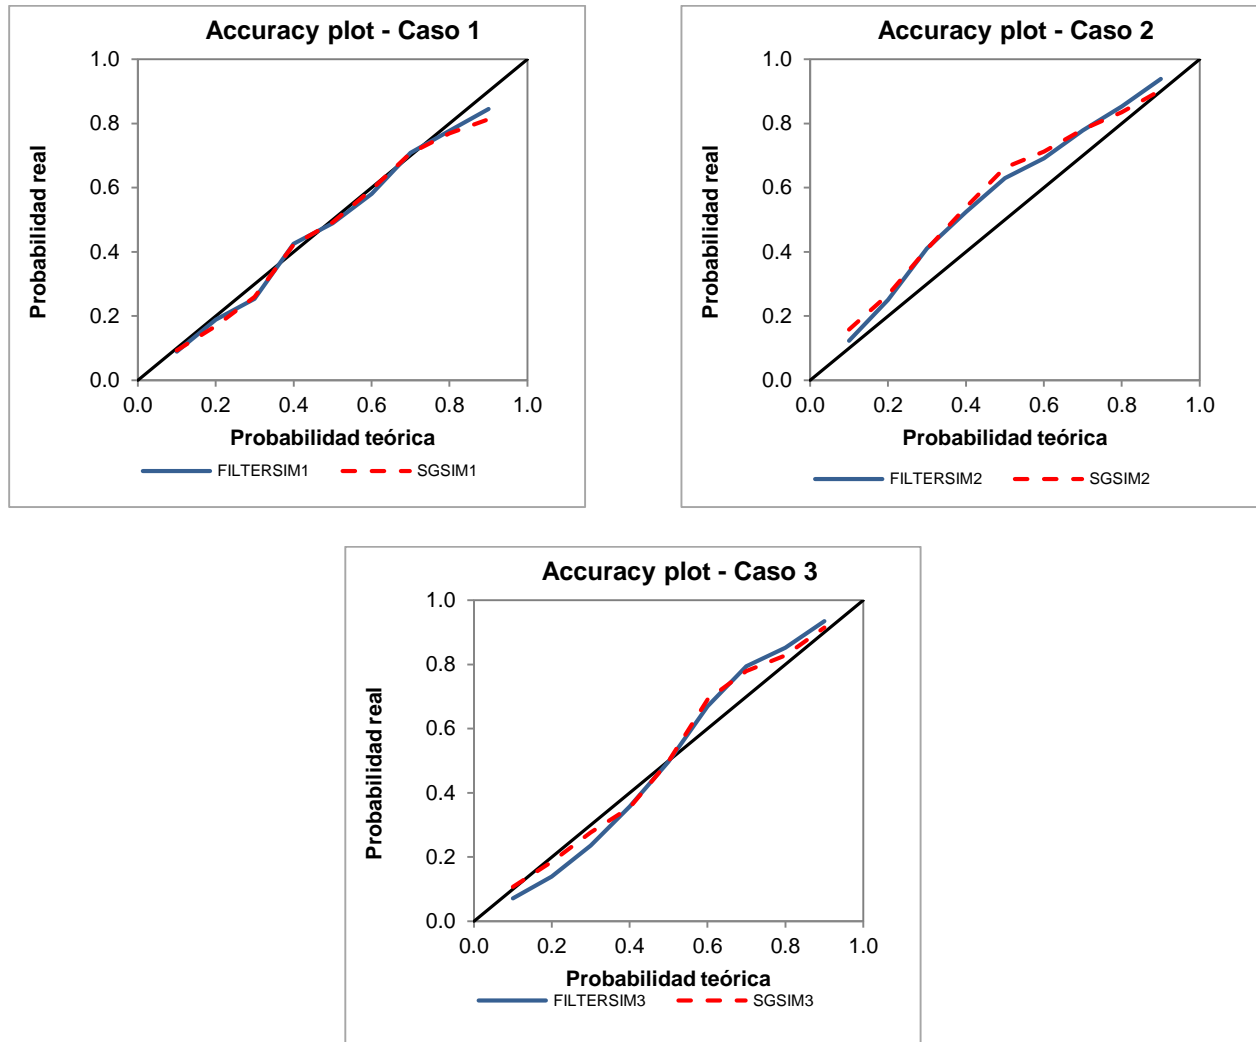 Accuracy plot - Caso 1
1.0
0.8
0.6
0.4
0.2
0.0
Probabilidad real
0.0 0.2 0.4 0.6 0.8 1.0
Probabilidad teórica
FILTERSIM1 SGSIM1
Accuracy plot - Caso 2
1.0
0.8
0.6
0.4
0.2
0.0
Probabilidad real
0.0 0.2 0.4 0.6 0.8 1.0
Probabilidad teórica
FILTERSIM2 SGSIM2
Accuracy plot - Caso 3
1.0
0.8
0.6
0.4
0.2
0.0
Probabilidad real
0.0 0.2 0.4 0.6 0.8 1.0
Probabilidad teórica
FILTERSIM3 SGSIM3